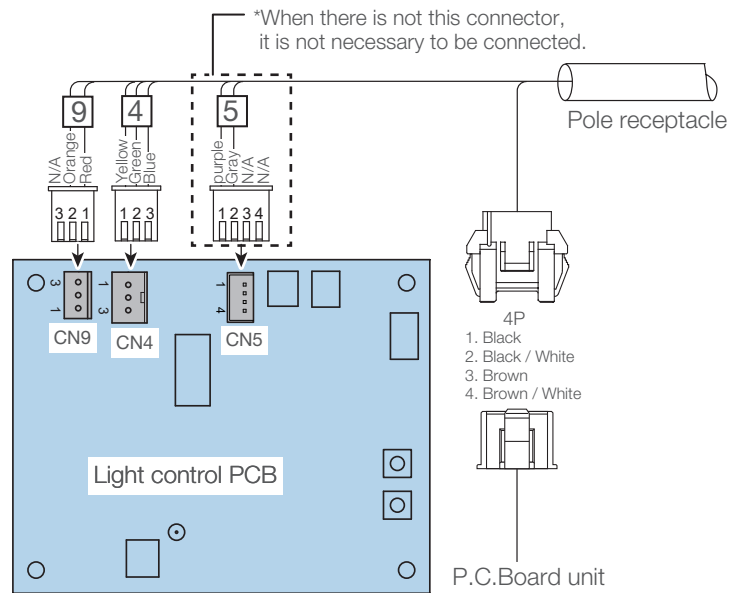 *When there is not this connector,
it is not necessary to be connected.
Pole receptacle
9
4
5
N/A
Orange
Red
Yellow
Green
Blue
purple
Gray
N/A
N/A
3 2 1
1 2 3
1 2 3 4
3
1
1
3
1
4
CN9
CN4
CN5
4P
1. Black
2. Black / White
3. Brown
4. Brown / White
Light control PCB
P.C.Board unit